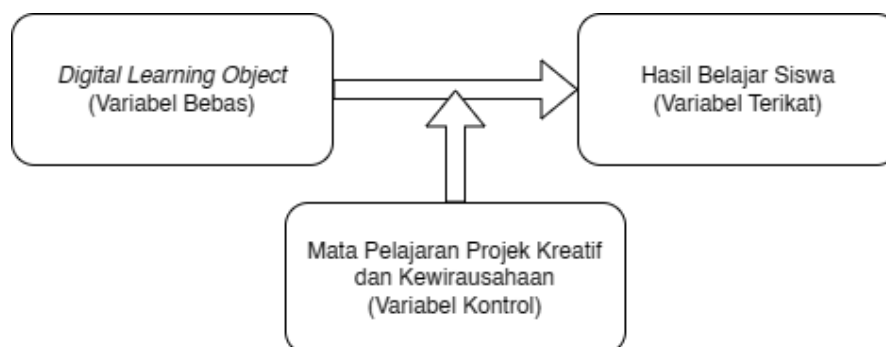 Digital Learning Object
(Variabel Bebas)
Hasil Belajar Siswa
(Variabel Terikat)
Mata Pelajaran Projek Kreatif
dan Kewirausahaan
(Variabel Kontrol)